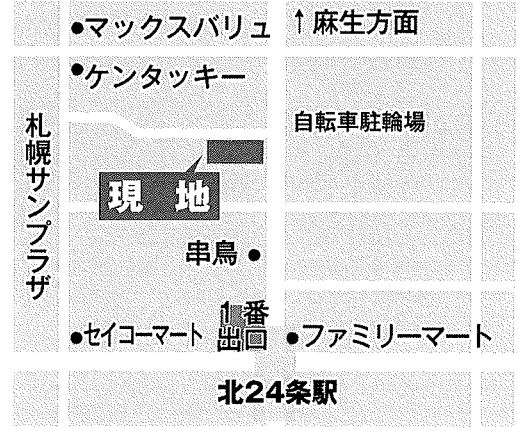 ●マックスバリュ
↑麻生方面
●ケンタッキー
自転車駐輪場
札幌サンプラザ
現 地
串鳥 ●
1番
出口
●セイコーマート
●ファミリーマート
北24条駅